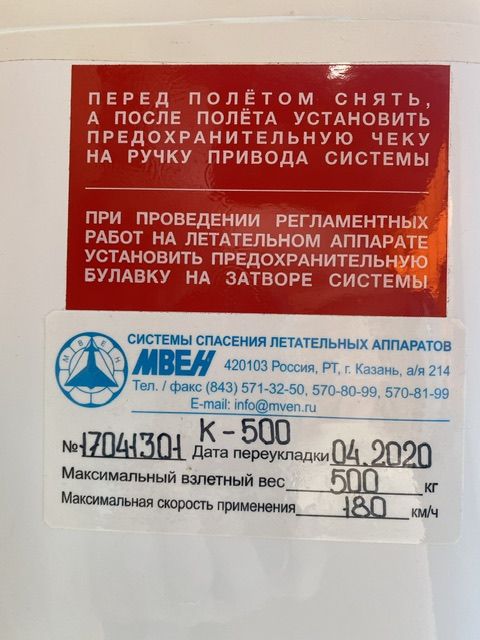 ПЕРЕД ПОЛЁТОМ СНЯТЬ,
А ПОСЛЕ ПОЛЁТА УСТАНОВИТЬ
ПРЕДОХРАНИТЕЛЬНУЮ ЧЕКУ
НА РУЧКУ ПРИВОДА СИСТЕМЫ
ПРИ ПРОВЕДЕНИИ РЕГЛАМЕНТНЫХ
РАБОТ НА ЛЕТАТЕЛЬНОМ АППАРАТЕ
УСТАНОВИТЬ ПРЕДОХРАНИТЕЛЬНУЮ
БУЛАВКУ НА ЗАТВОРЕ СИСТЕМЫ
СИСТЕМЫ СПАСЕНИЯ ЛЕТАТЕЛЬНЫХ АППАРАТОВ
МВЕН
МВЕН 420103 Россия, РТ, г. Казань, а/я 214
Тел. / факс (843) 571-32-50, 570-80-99, 570-81-99
E-mail: info@mven.ru
К-500
№17041301 Дата переукладки 04.2020
Максимальный взлетный вес 500 кг
Максимальная скорость применения 180 км/ч